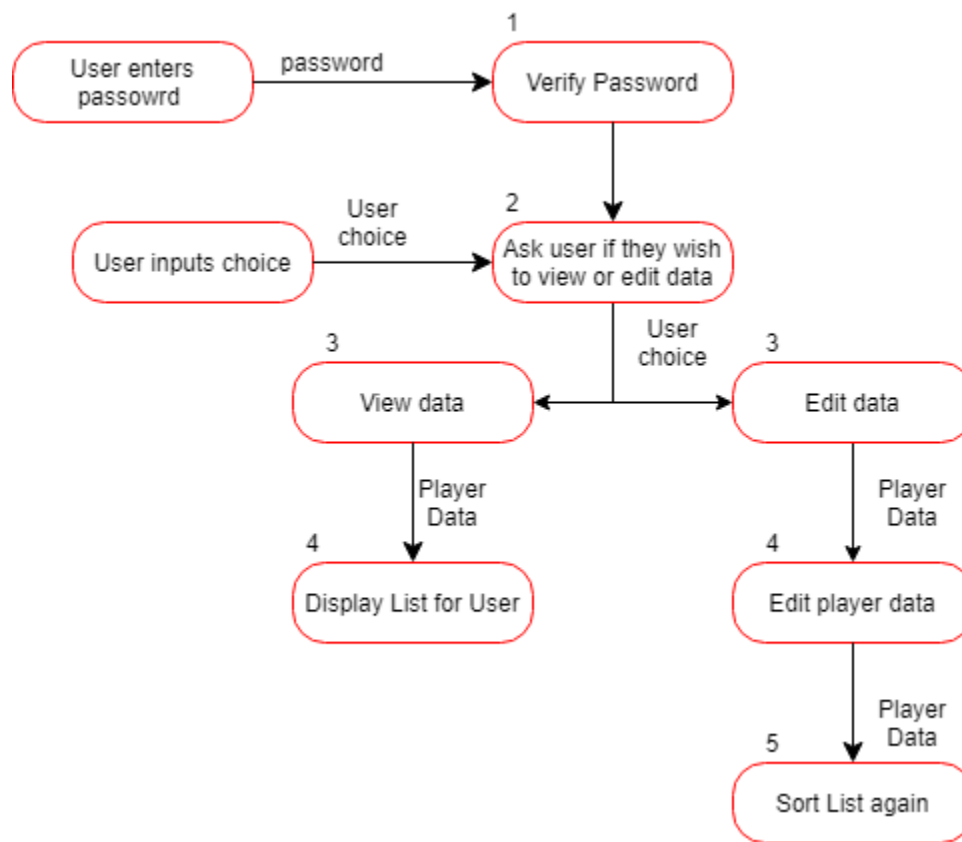 1
User enters
passowrd
password
Verify Password
2
User inputs choice
User
choice
Ask user if they wish
to view or edit data
User
choice
3
View data
3
Edit data
Player
Data
Player
Data
4
Display List for User
4
Edit player data
Player
Data
5
Sort List again